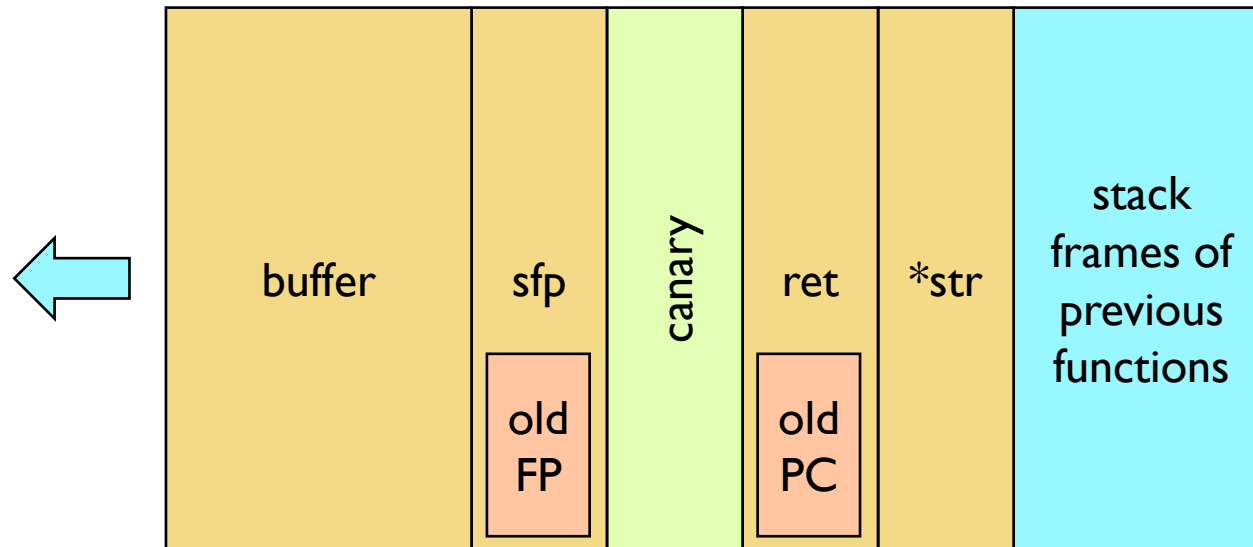 buffer
sfp
canary
ret
*str
stack
frames of
previous
functions
old
FP
old
PC